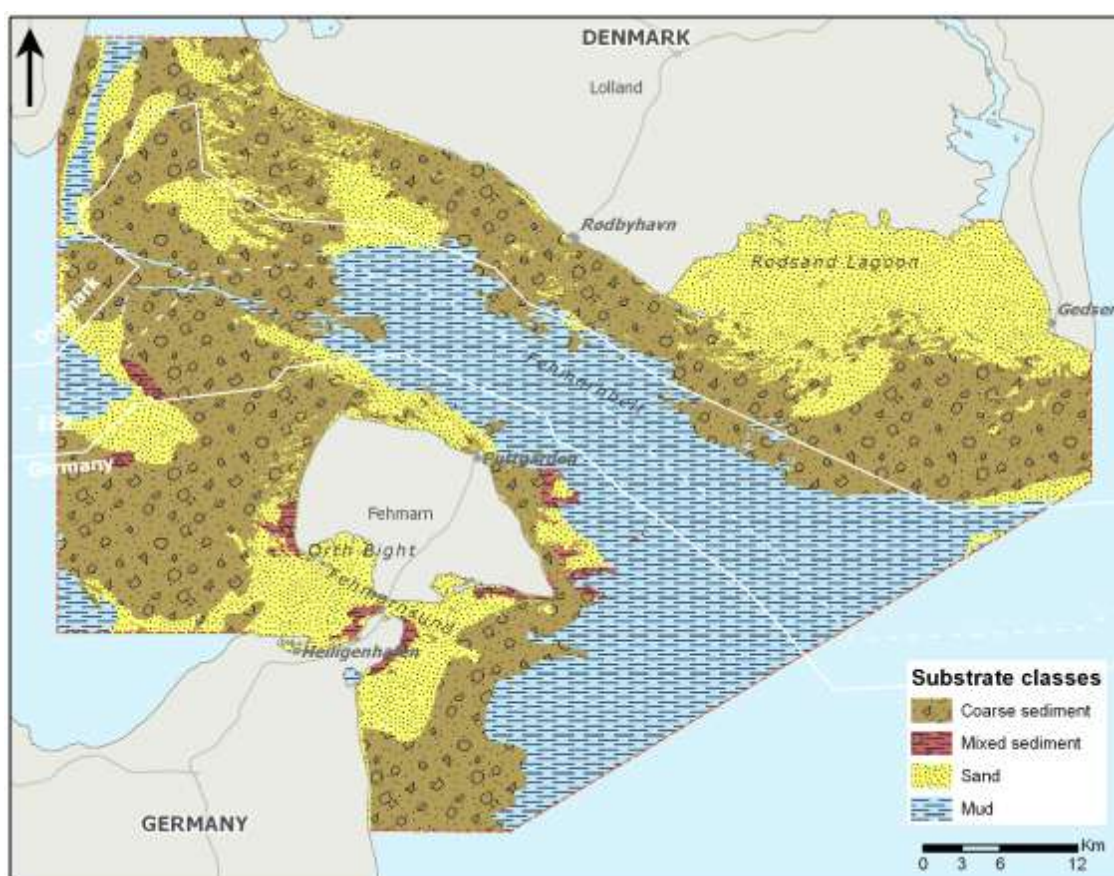 DENMARK
Lolland
Rødbyhavn
Rodsand Lagoon
Gedser
Denmark
Fehmarnbelt
EEZ
Germany
Puttgarden
Fehmarn
Orth Bight
Fehmarnsund
Heiligenhafen
GERMANY
Substrate classes
Coarse sediment
Mixed sediment
Sand
Mud
Km
0 3 6 12